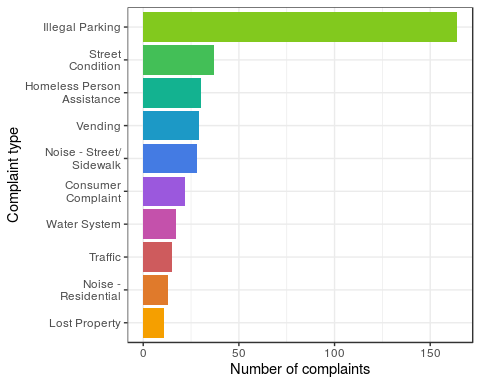 Illegal Parking
Street
Condition
Homeless Person
Assistance
Vending
Noise - Street/
Sidewalk
Consumer
Complaint
Water System
Traffic
Noise -
Residential
Lost Property
0 50 100 150
Number of complaints
Complaint type